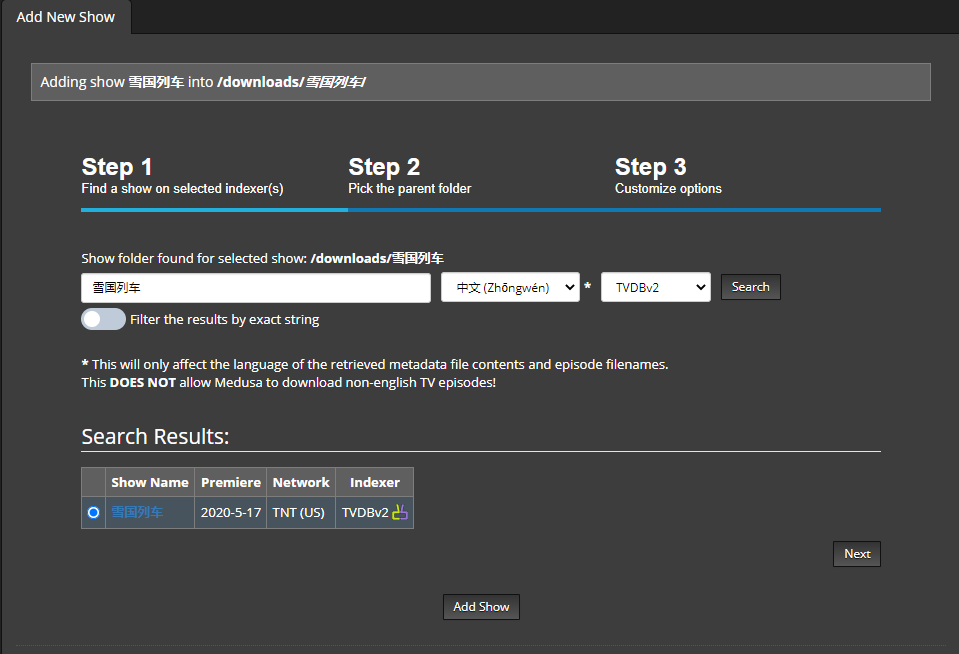 Add New Show
Adding show 雪国列车 into /downloads/雪国列车/
Step 1 Step 2 Step 3
Find a show on selected indexer(s) Pick the parent folder Customize options
Show folder found for selected show: /downloads/雪国列车
雪国列车 中文 (Zhōngwén) * TVDBv2 Search
Filter the results by exact string
* This will only affect the language of the retrieved metadata file contents and episode filenames.
This DOES NOT allow Medusa to download non-english TV episodes!
Search Results:
Show Name Premiere Network Indexer
雪国列车 2020-5-17 TNT (US) TVDBv2
Next
Add Show